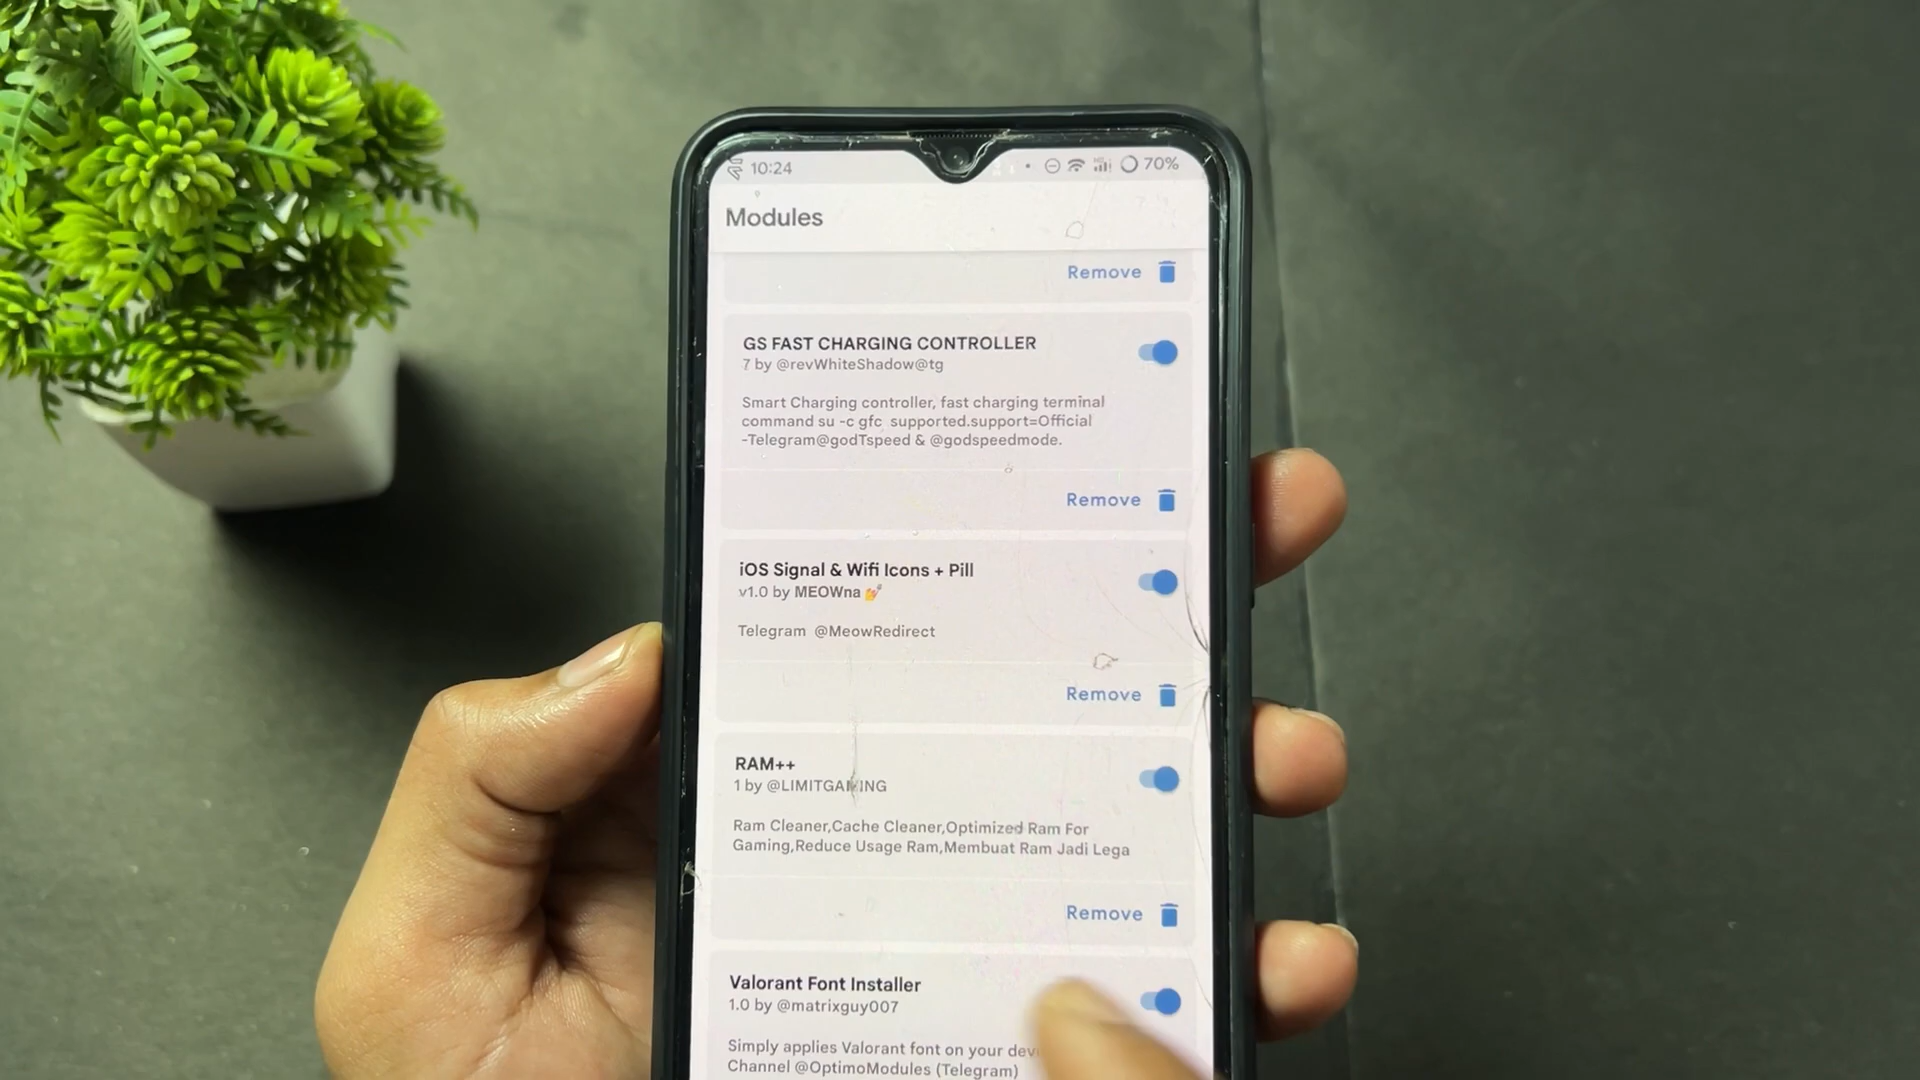 10:24
70%
Modules
Remove
GS FAST CHARGING CONTROLLER
7 by @revWhiteShadow@tg
Smart Charging controller, fast charging terminal
command su -c gfc supported.support=Official
-Telegram@godTspeed & @godspeedmode.
Remove
iOS Signal & Wifi Icons + Pill
v1.0 by MEOWna 💅
Telegram @MeowRedirect
Remove
RAM++
1 by @LIMITGAMING
Ram Cleaner,Cache Cleaner,Optimized Ram For
Gaming,Reduce Usage Ram,Membuat Ram Jadi Lega
Remove
Valorant Font Installer
1.0 by @matrixguy007
Simply applies Valorant font on your
Channel @OptimoModules (Telegram)